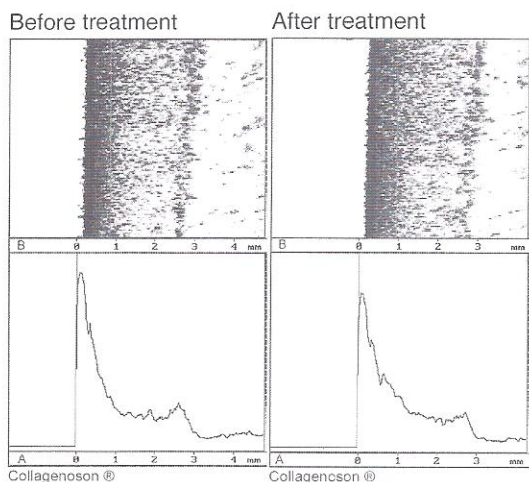 Before treatment
After treatment
B 0 1 2 3 4 mm
B 0 1 2 3 mm
A 0 1 2 3 4 mm
A 0 1 2 3 mm
Collagenoson ®
Collagencson ®